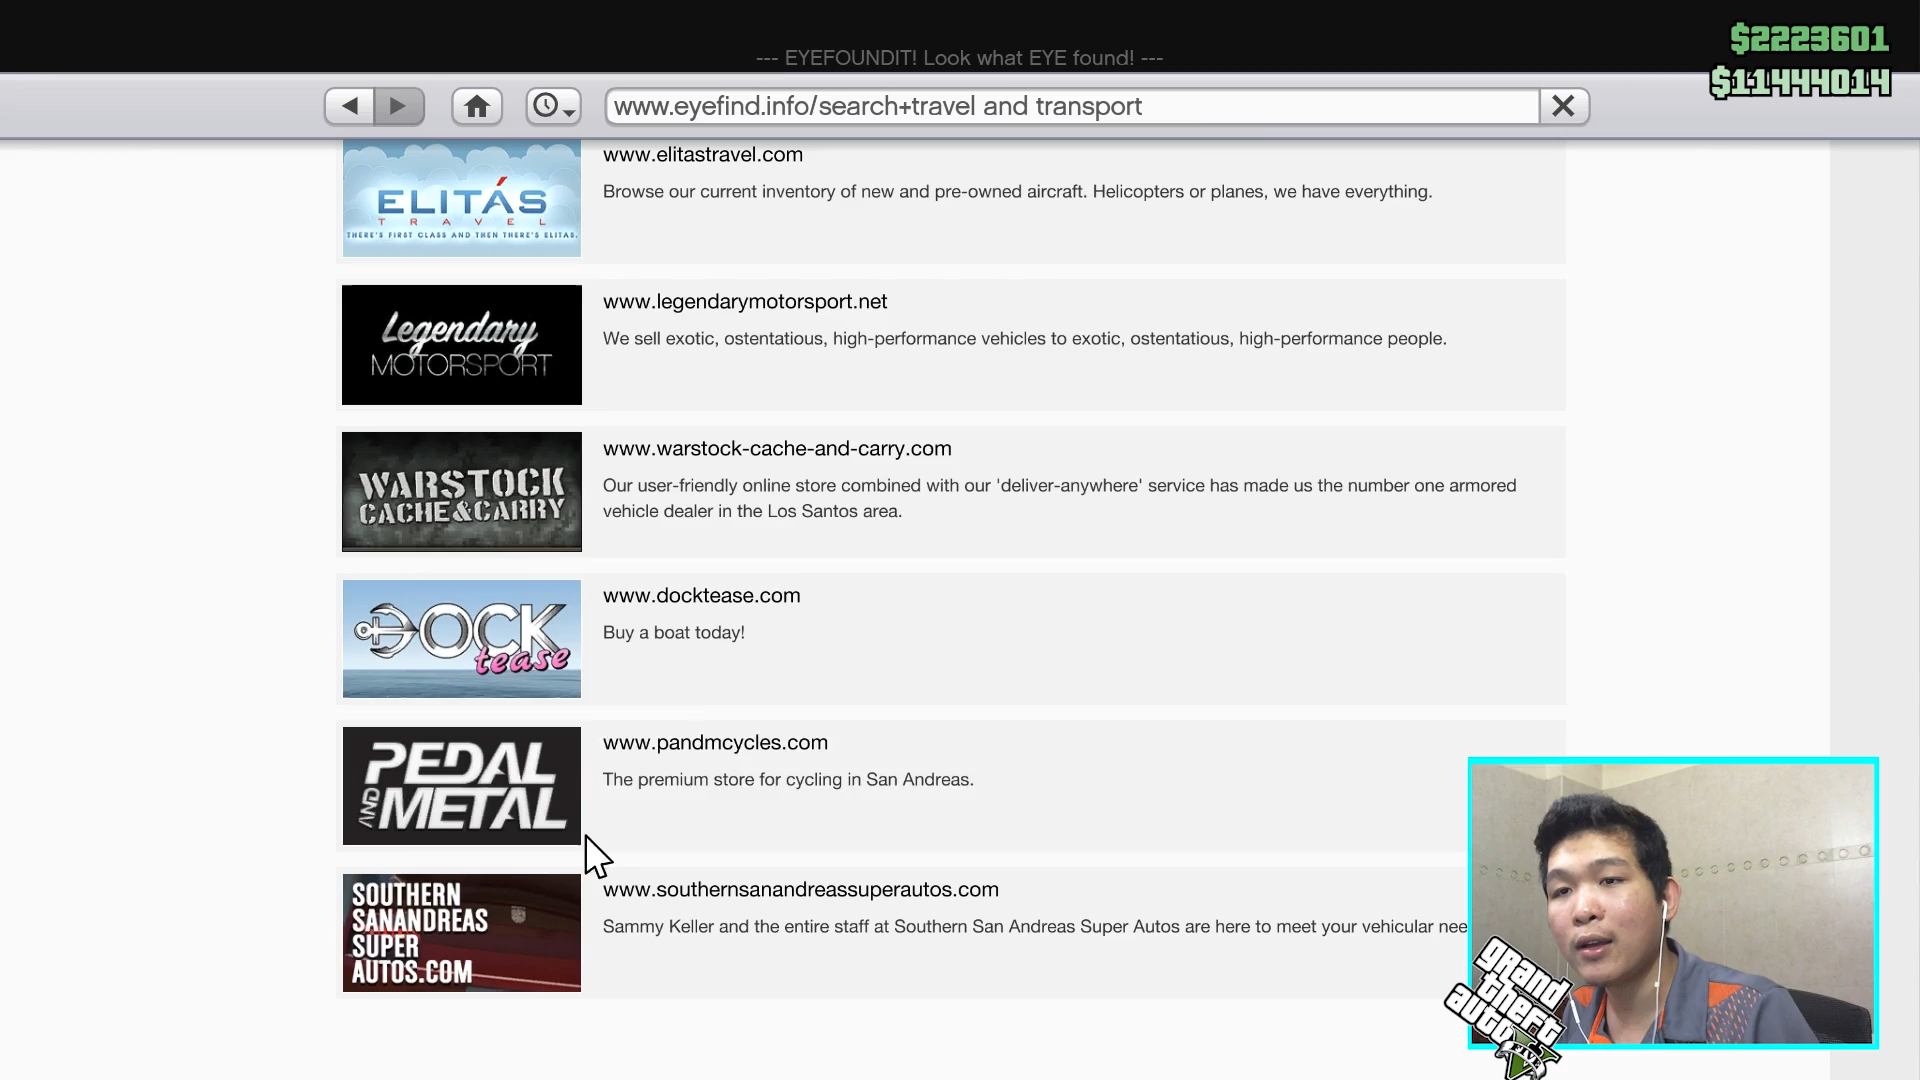 --- EYEFOUNDIT! Look what EYE found! ---
$2223601
$11444014
www.eyefind.info/search+travel and transport
ELITÁS
TRAVEL
THERE'S FIRST CLASS AND THEN THERE'S ELITAS.
www.elitastravel.com
Browse our current inventory of new and pre-owned aircraft. Helicopters or planes, we have everything.
Legendary
MOTORSPORT
www.legendarymotorsport.net
We sell exotic, ostentatious, high-performance vehicles to exotic, ostentatious, high-performance people.
WARSTOCK
CACHE&CARRY
www.warstock-cache-and-carry.com
Our user-friendly online store combined with our 'deliver-anywhere' service has made us the number one armored
vehicle dealer in the Los Santos area.
DOCK
tease
www.docktease.com
Buy a boat today!
PEDAL
AND METAL
www.pandmcycles.com
The premium store for cycling in San Andreas.
SOUTHERN
SANANDREAS
SUPER
AUTOS.COM
www.southernsanandreassuperautos.com
Sammy Keller and the entire staff at Southern San Andreas Super Autos are here to meet your vehicular nee
grand
theft
auto
V
FIVE